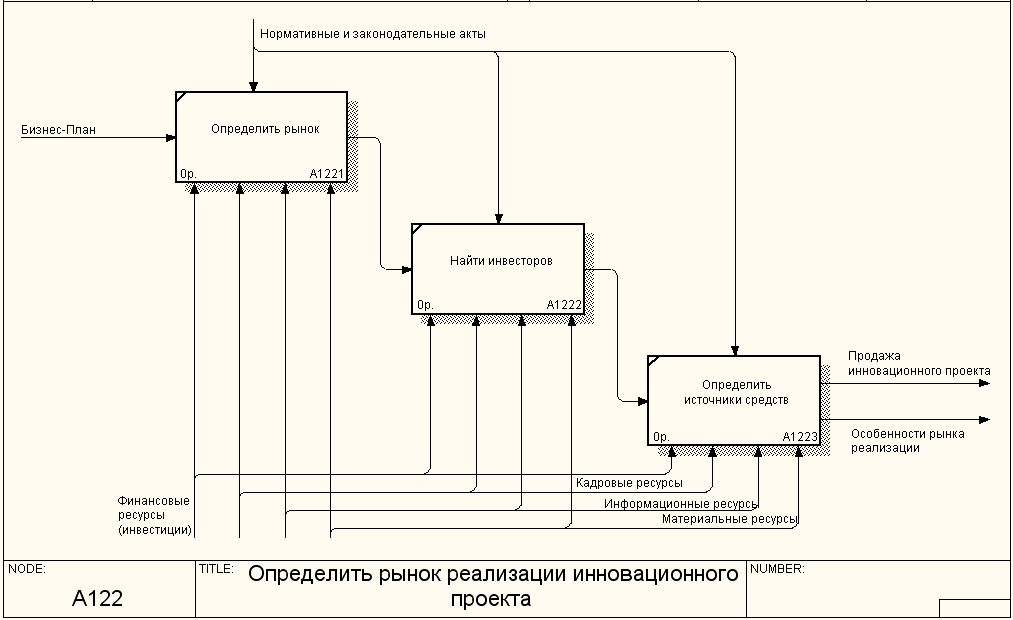 Нормативные и законодательные акты
Бизнес-План
Определить рынок
0р.
A1221
Найти инвесторов
0р.
A1222
Определить
источники средств
0р.
A1223
Продажа
инновационного проекта
Особенности рынка
реализации
Финансовые
ресурсы
(инвестиции)
Кадровые ресурсы
Информационные ресурсы
Материальные ресурсы
NODE:
A122
TITLE:
Определить рынок реализации инновационного
проекта
NUMBER: